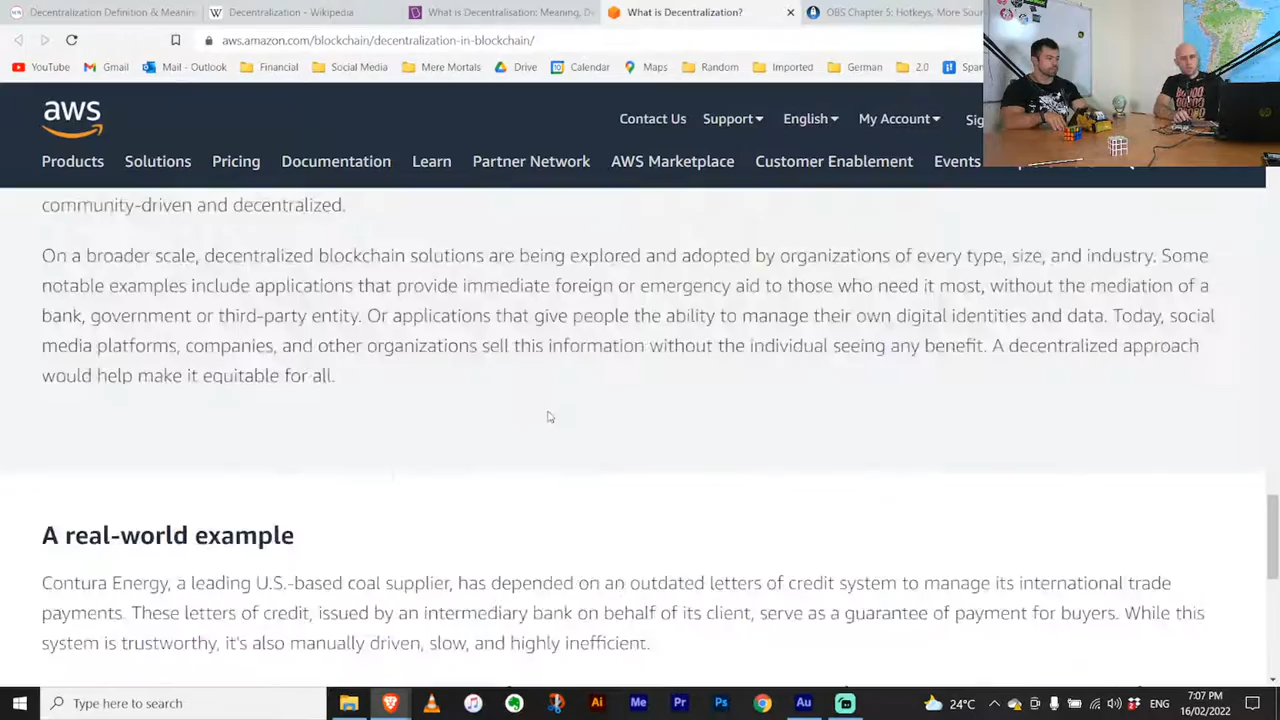 Decentralization Definition & Meanin
Decentralization - Wikipedia
What is Decentralisation: Meaning, De
What is Decentralization?
OBS Chapter 5: Hotkeys, More Sour
aws.amazon.com/blockchain/decentralization-in-blockchain/
YouTube
Gmail
Mail - Outlook
Financial
Social Media
Mere Mortals
Drive
Calendar
Maps
Random
Imported
German
2.0
Span
aws
Contact Us
Support
English
My Account
Sig
Products
Solutions
Pricing
Documentation
Learn
Partner Network
AWS Marketplace
Customer Enablement
Events
community-driven and decentralized.
On a broader scale, decentralized blockchain solutions are being explored and adopted by organizations of every type, size, and industry. Some
notable examples include applications that provide immediate foreign or emergency aid to those who need it most, without the mediation of a
bank, government or third-party entity. Or applications that give people the ability to manage their own digital identities and data. Today, social
media platforms, companies, and other organizations sell this information without the individual seeing any benefit. A decentralized approach
would help make it equitable for all.
A real-world example
Contura Energy, a leading U.S.-based coal supplier, has depended on an outdated letters of credit system to manage its international trade
payments. These letters of credit, issued by an intermediary bank on behalf of its client, serve as a guarantee of payment for buyers. While this
system is trustworthy, it's also manually driven, slow, and highly inefficient.
Type here to search
Ai
Me
Pr
Ps
Au
24°C
ENG
7:07 PM
16/02/2022